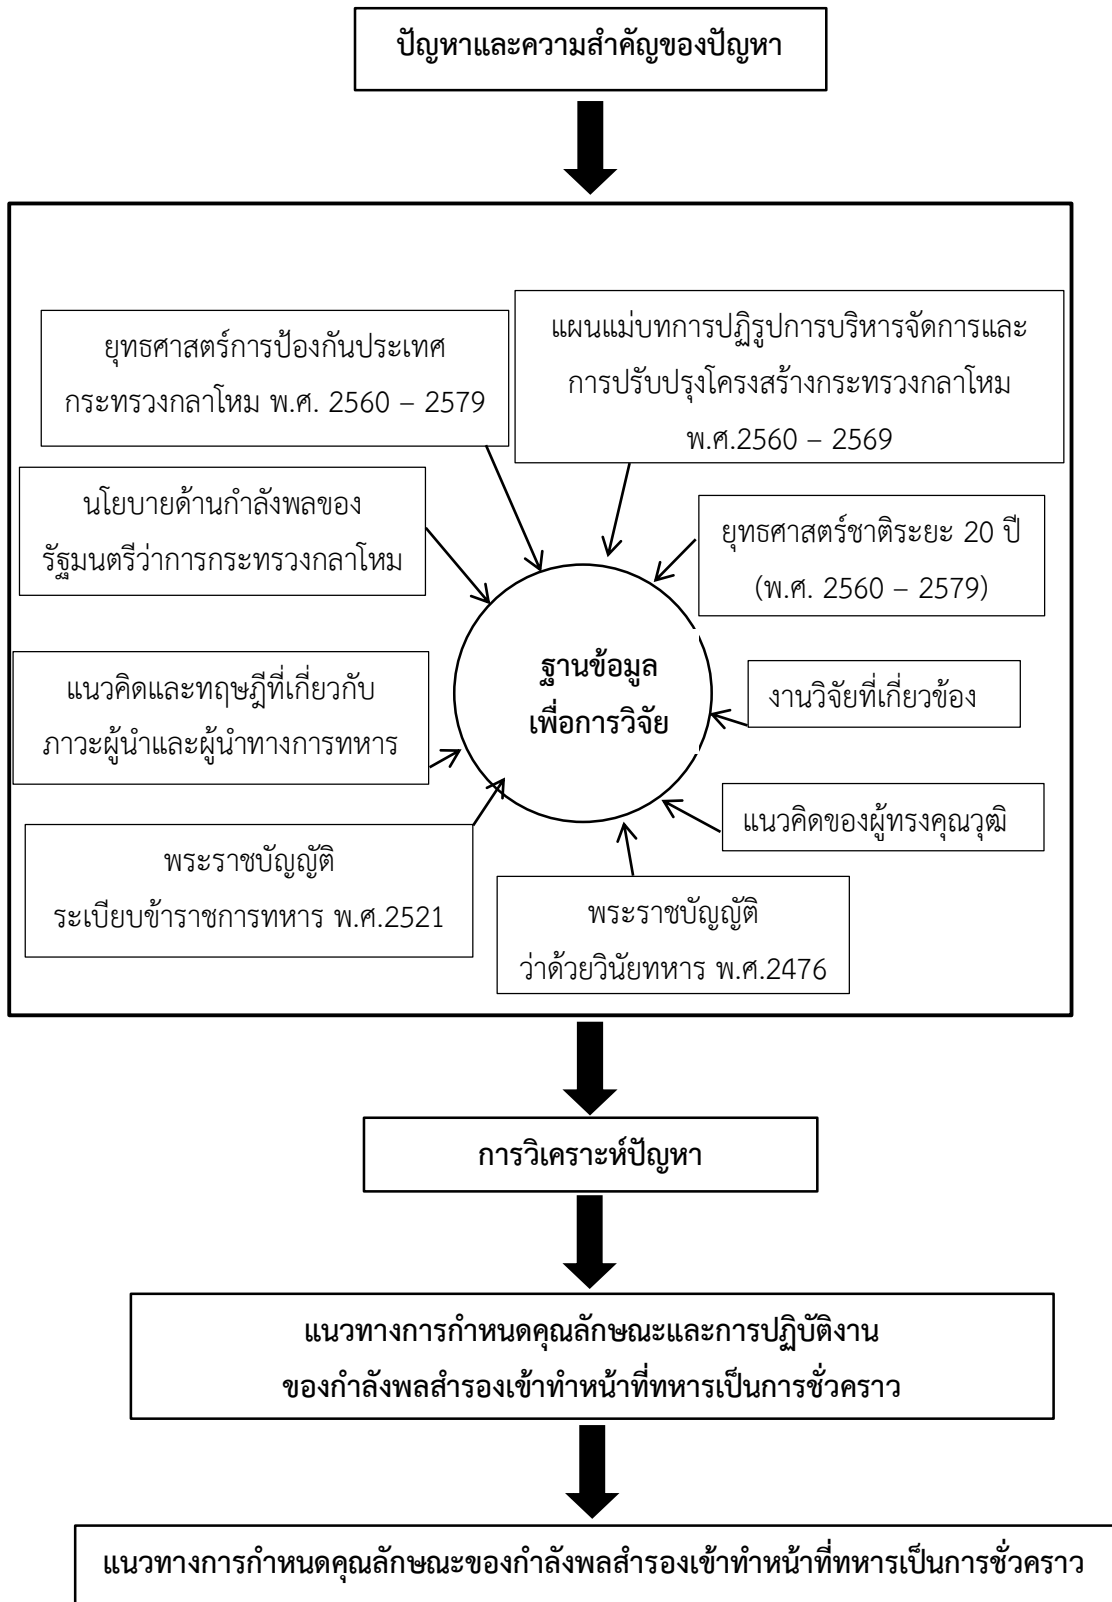 ปัญหาและความสำคัญของปัญหา
ยุทธศาสตร์การป้องกันประเทศ
กระทรวงกลาโหม พ.ศ. 2560 – 2579
แผนแม่บทการปฏิรูปการบริหารจัดการและ
การปรับปรุงโครงสร้างกระทรวงกลาโหม
พ.ศ.2560 – 2569
นโยบายด้านกำลังพลของ
รัฐมนตรีว่าการกระทรวงกลาโหม
ยุทธศาสตร์ชาติระยะ 20 ปี
(พ.ศ. 2560 – 2579)
ฐานข้อมูล
เพื่อการวิจัย
แนวคิดและทฤษฎีที่เกี่ยวกับ
ภาวะผู้นำและผู้นำทางการทหาร
งานวิจัยที่เกี่ยวข้อง
แนวคิดของผู้ทรงคุณวุฒิ
พระราชบัญญัติ
ระเบียบข้าราชการทหาร พ.ศ.2521
พระราชบัญญัติ
ว่าด้วยวินัยทหาร พ.ศ.2476
การวิเคราะห์ปัญหา
แนวทางการกำหนดคุณลักษณะและการปฏิบัติงาน
ของกำลังพลสำรองเข้าทำหน้าที่ทหารเป็นการชั่วคราว
แนวทางการกำหนดคุณลักษณะของกำลังพลสำรองเข้าทำหน้าที่ทหารเป็นการชั่วคราว